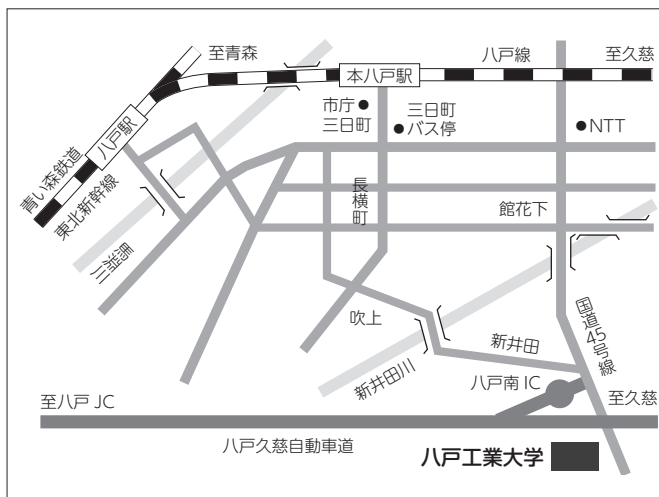 至青森
八戸線
至久慈
本八戸駅
市庁
三日町
三日町
バス停
NTT
八戸駅
青い森鉄道
東北新幹線
長横町
館花下
馬淵川
吹上
新井田
国道45号線
新井田川
八戸南IC
至八戸JC
至久慈
八戸久慈自動車道
八戸工業大学